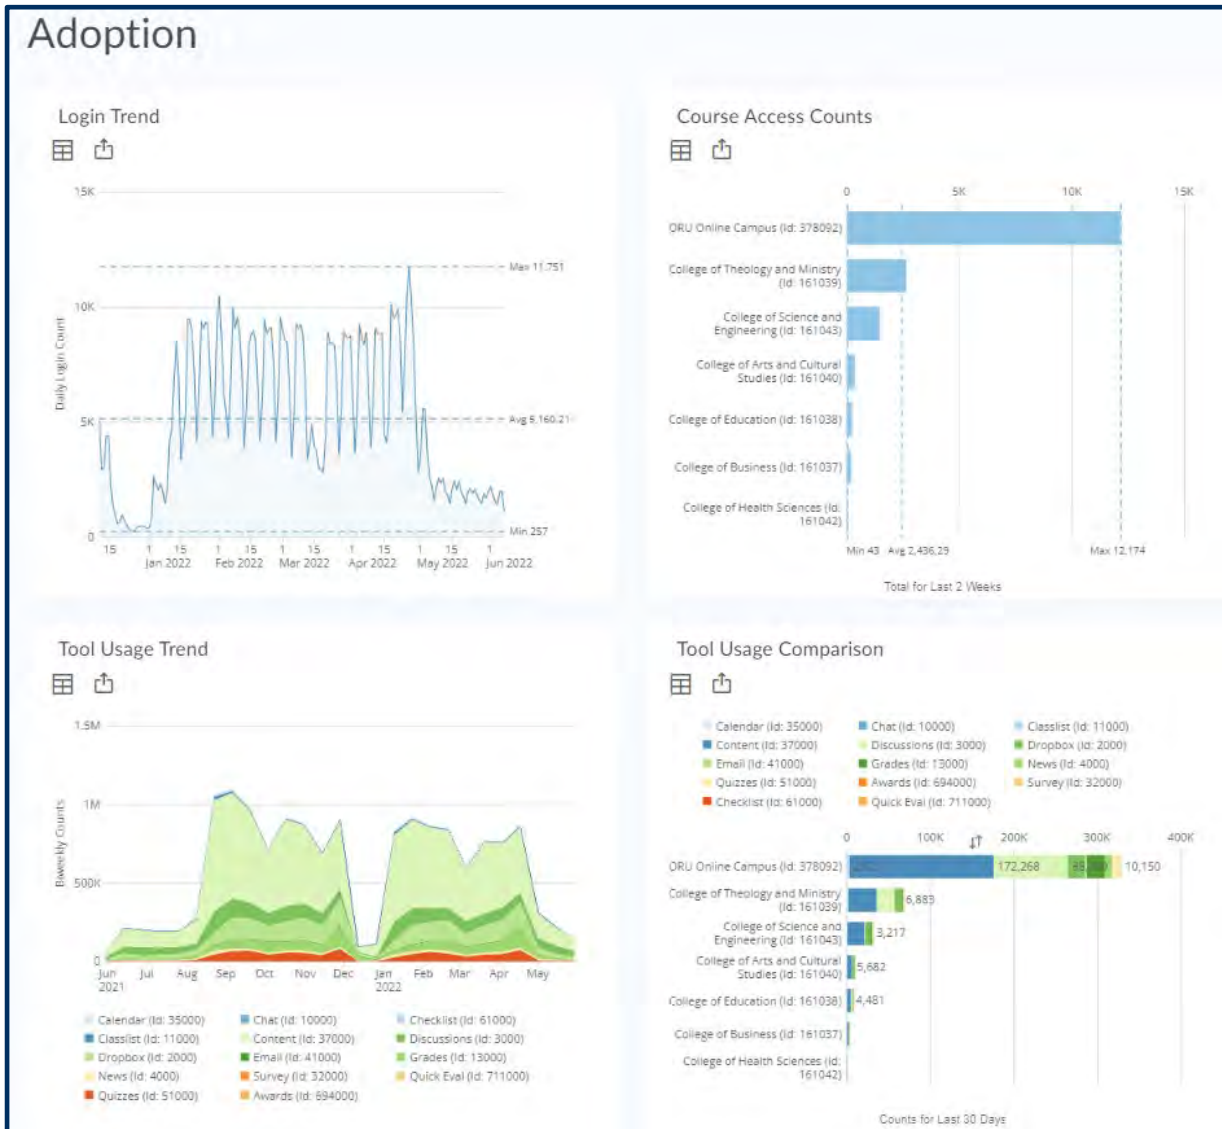 Adoption
Login Trend
15K
Max 11,751
10K
Daily Login Count
Avg 5,160.21
5K
Min 257
0
15 1 15 1 15 1 15 1 15 1 15 1
Jan 2022 Feb 2022 Mar 2022 Apr 2022 May 2022 Jun 2022
Course Access Counts
0 5K 10K 15K
ORU Online Campus (Id: 378092)
College of Theology and Ministry
(Id: 161039)
College of Science and
Engineering (Id: 161043)
College of Arts and Cultural
Studies (Id: 161040)
College of Education (Id: 161038)
College of Business (Id: 161037)
College of Health Sciences (Id:
161042)
Min 43 Avg 2,436.29 Max 12,174
Total for Last 2 Weeks
Tool Usage Trend
1.5M
1M
Biweekly Counts
500K
0
Jun Jul Aug Sep Oct Nov Dec Jan Feb Mar Apr May
2021 2022
Calendar (Id: 35000) Chat (Id: 10000) Checklist (Id: 61000)
Classlist (Id: 11000) Content (Id: 37000) Discussions (Id: 3000)
Dropbox (Id: 2000) Email (Id: 41000) Grades (Id: 13000)
News (Id: 4000) Survey (Id: 32000) Quick Eval (Id: 711000)
Quizzes (Id: 51000) Awards (Id: 694000)
Tool Usage Comparison
Calendar (Id: 35000) Chat (Id: 10000) Classlist (Id: 11000)
Content (Id: 37000) Discussions (Id: 3000) Dropbox (Id: 2000)
Email (Id: 41000) Grades (Id: 13000) News (Id: 4000)
Quizzes (Id: 51000) Awards (Id: 694000) Survey (Id: 32000)
Checklist (Id: 61000) Quick Eval (Id: 711000)
0 100K 200K 300K 400K
ORU Online Campus (Id: 378092) 172,268 10,150
College of Theology and Ministry
(Id: 161039) 6,883
College of Science and
Engineering (Id: 161043) 3,217
College of Arts and Cultural
Studies (Id: 161040) 5,682
College of Education (Id: 161038) 4,481
College of Business (Id: 161037)
College of Health Sciences (Id:
161042)
Counts for Last 30 Days